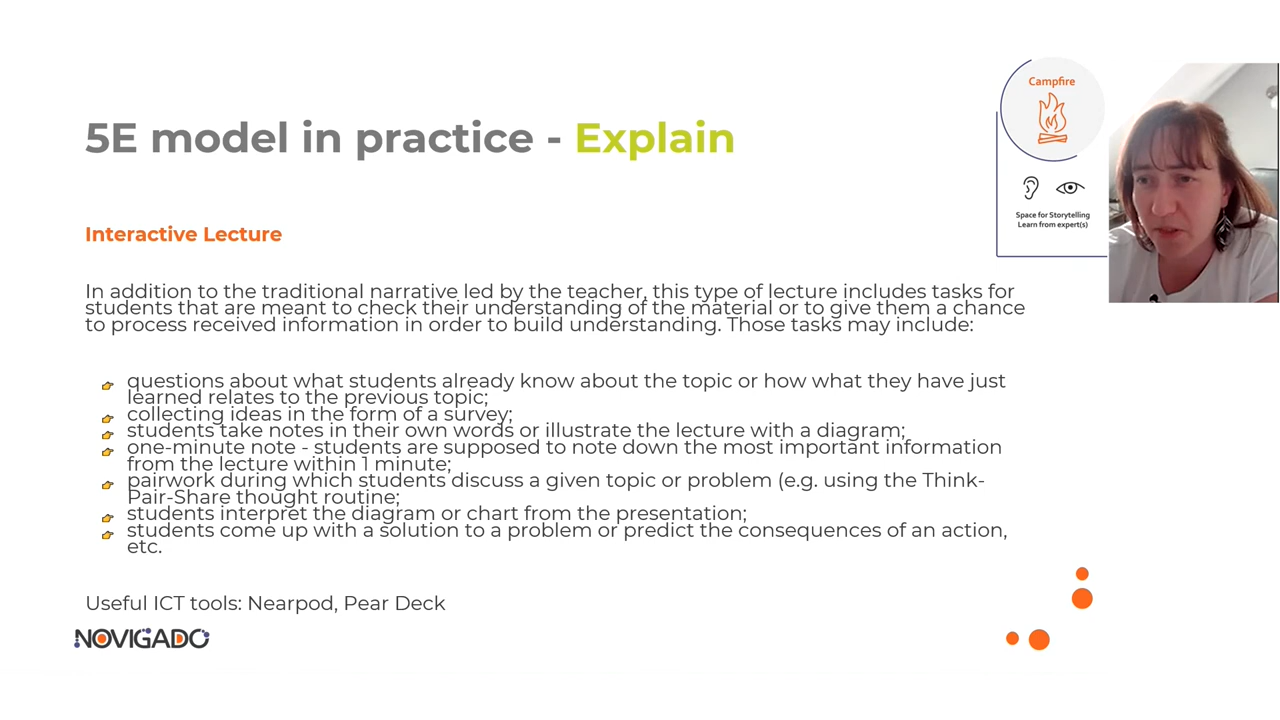 Campfire
5E model in practice - Explain
Space for Storytelling
Learn from expert(s)
Interactive Lecture
In addition to the traditional narrative led by the teacher, this type of lecture includes tasks for
students that are meant to check their understanding of the material or to give them a chance
to process received information in order to build understanding. Those tasks may include:
questions about what students already know about the topic or how what they have just
learned relates to the previous topic;
collecting ideas in the form of a survey;
students take notes in their own words or illustrate the lecture with a diagram;
one-minute note - students are supposed to note down the most important information
from the lecture within 1 minute;
pairwork during which students discuss a given topic or problem (e.g. using the Think-
Pair-Share thought routine;
students interpret the diagram or chart from the presentation;
students come up with a solution to a problem or predict the consequences of an action,
etc.
Useful ICT tools: Nearpod, Pear Deck
NOVIGADO